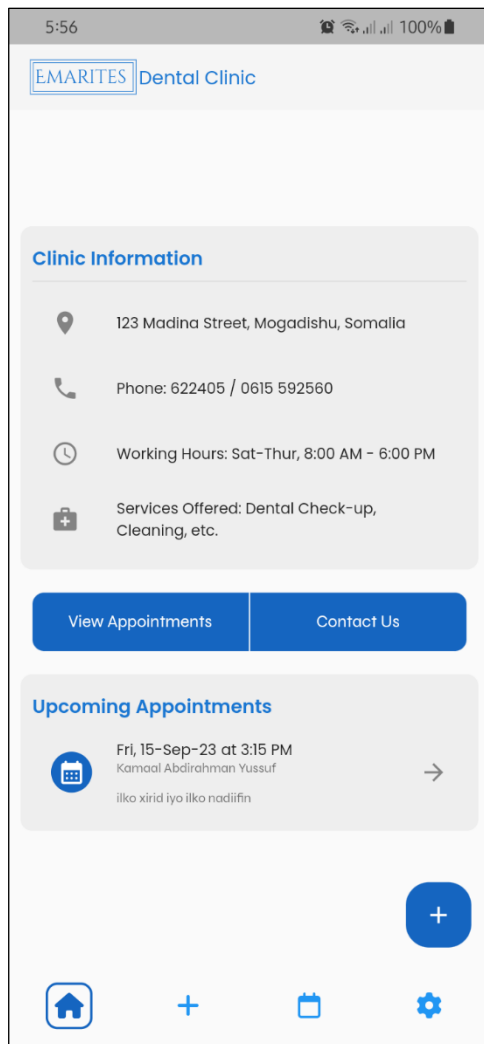 5:56 100%
EMARITES Dental Clinic
Clinic Information
123 Madina Street, Mogadishu, Somalia
Phone: 622405 / 0615 592560
Working Hours: Sat-Thur, 8:00 AM - 6:00 PM
Services Offered: Dental Check-up,
Cleaning, etc.
View Appointments Contact Us
Upcoming Appointments
Fri, 15-Sep-23 at 3:15 PM
Kamaal Abdirahman Yussuf
ilko xirid iyo ilko nadiifin